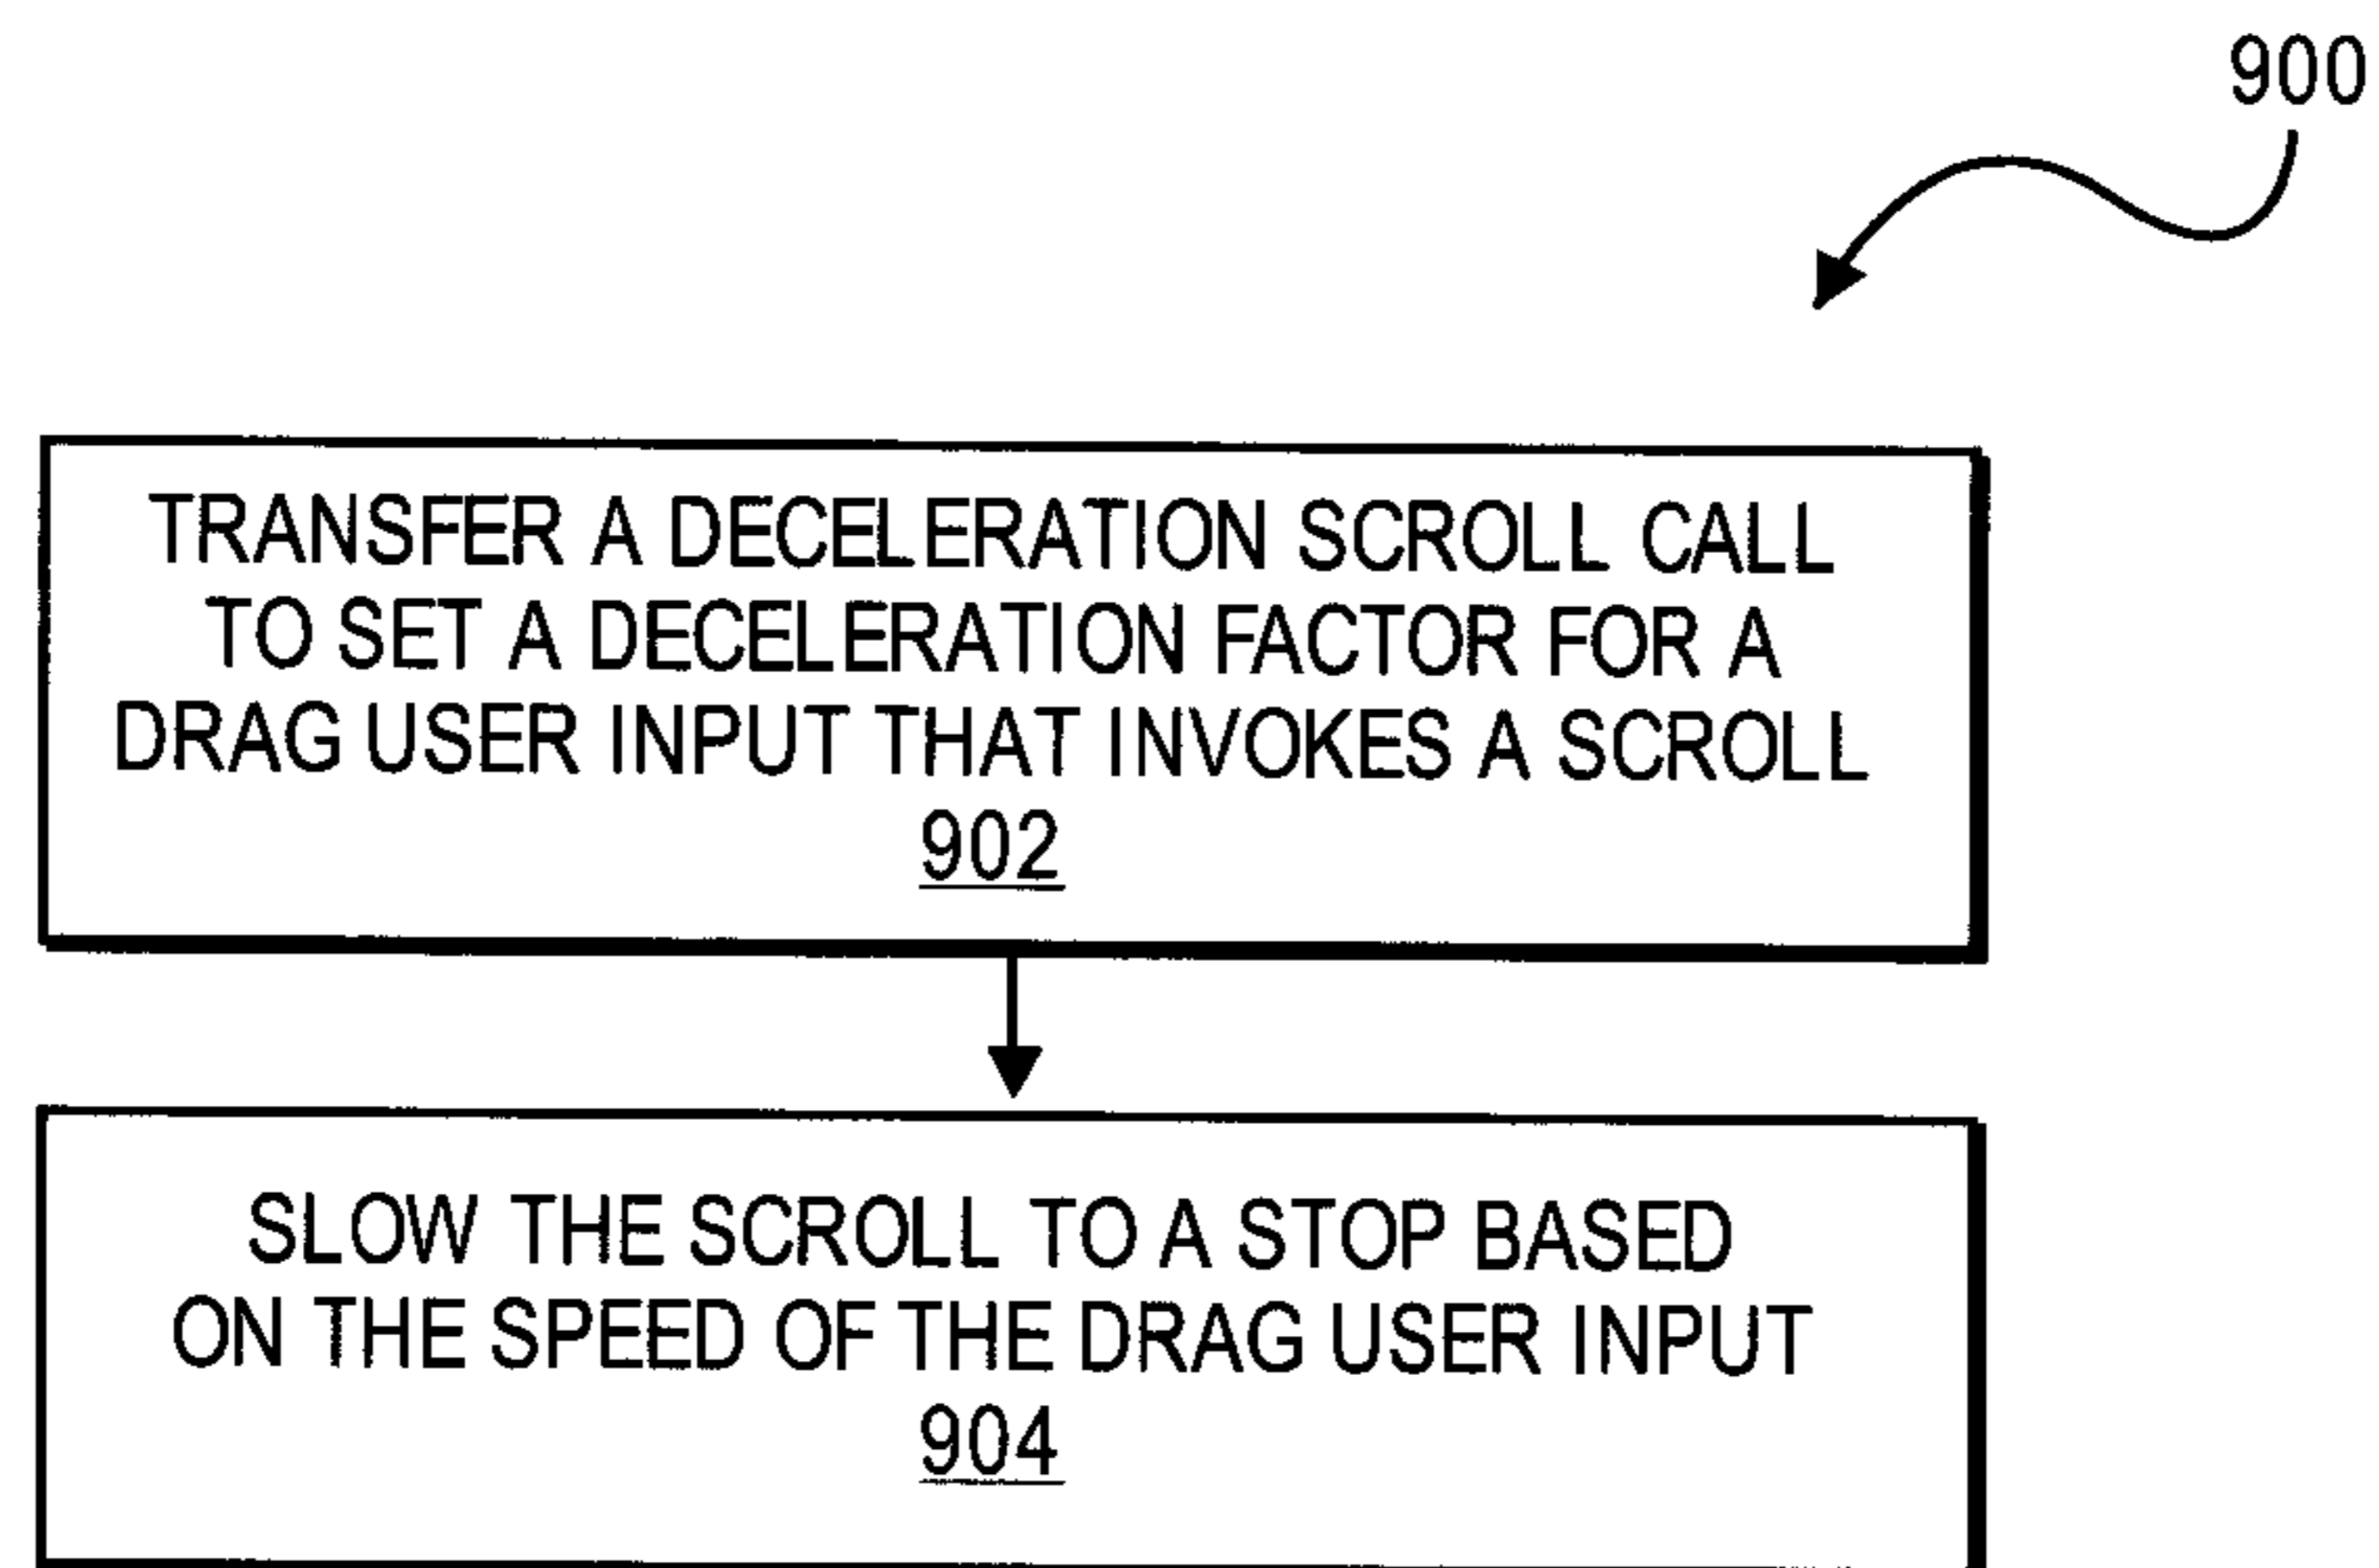 900
TRANSFER A DECELERATION SCROLL CALL
TO SET A DECELERATION FACTOR FOR A
DRAG USER INPUT THAT INVOKES A SCROLL
902
SLOW THE SCROLL TO A STOP BASED
ON THE SPEED OF THE DRAG USER INPUT
904